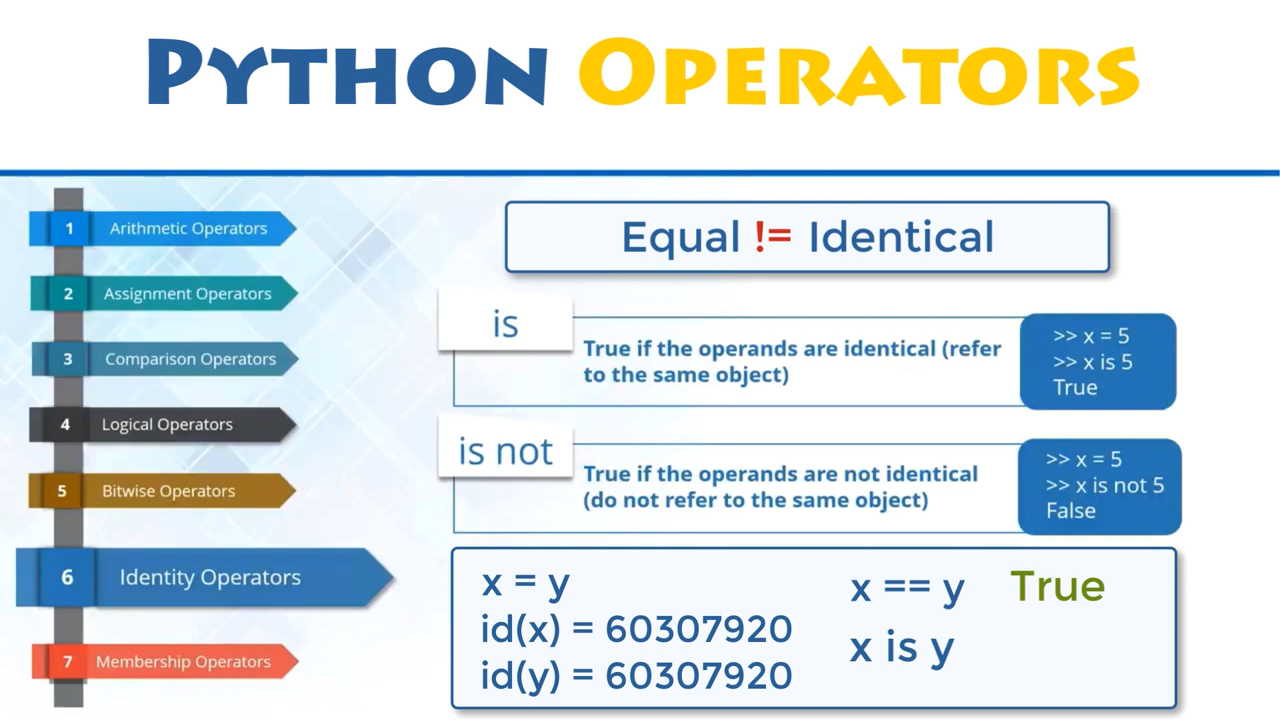 PYTHON OPERATORS
1 Arithmetic Operators
2 Assignment Operators
3 Comparison Operators
4 Logical Operators
5 Bitwise Operators
6 Identity Operators
7 Membership Operators
Equal != Identical
is
True if the operands are identical (refer
to the same object)
>> x = 5
>> x is 5
True
is not
True if the operands are not identical
(do not refer to the same object)
>> x = 5
>> x is not 5
False
x = y
id(x) = 60307920
id(y) = 60307920
x == y True
x is y